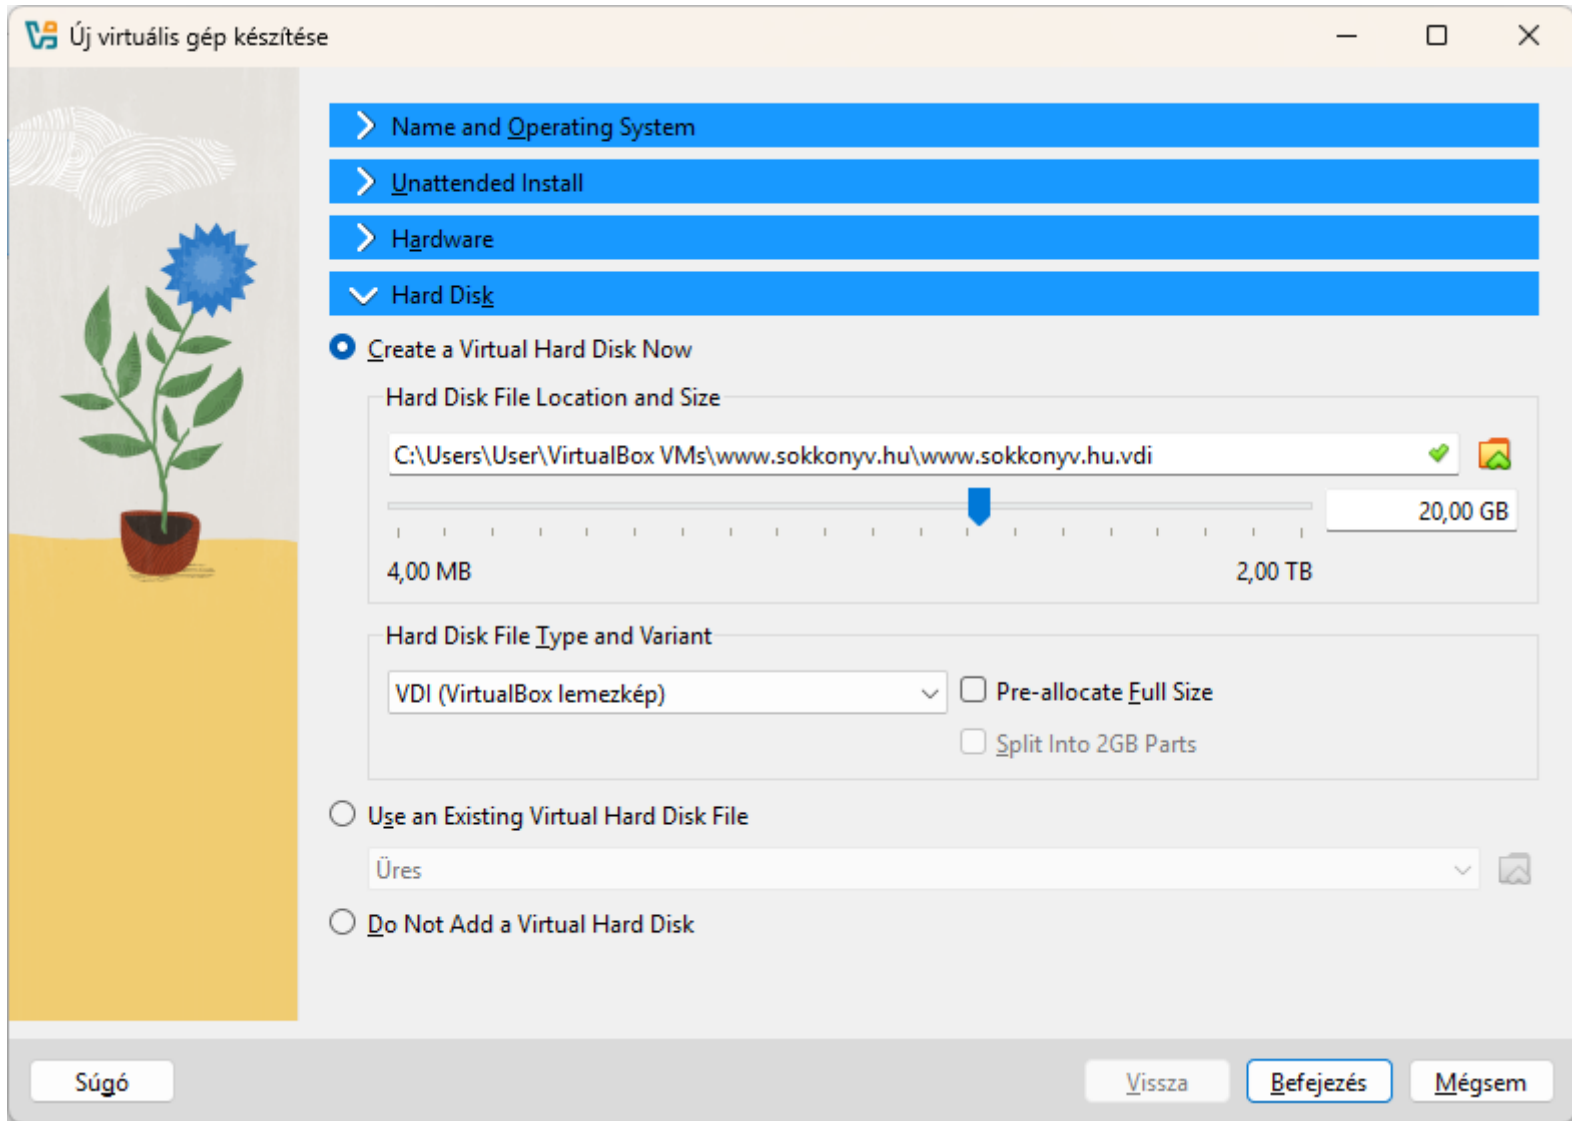 Új virtuális gép készítése
Name and Operating System
Unattended Install
Hardware
Hard Disk
Create a Virtual Hard Disk Now
Hard Disk File Location and Size
C:\Users\User\VirtualBox VMs\www.sokkonyv.hu\www.sokkonyv.hu.vdi
20,00 GB
4,00 MB 2,00 TB
Hard Disk File Type and Variant
VDI (VirtualBox lemezkép) Pre-allocate Full Size
Split Into 2GB Parts
Use an Existing Virtual Hard Disk File
Üres
Do Not Add a Virtual Hard Disk
Súgó Vissza Befejezés Mégsem